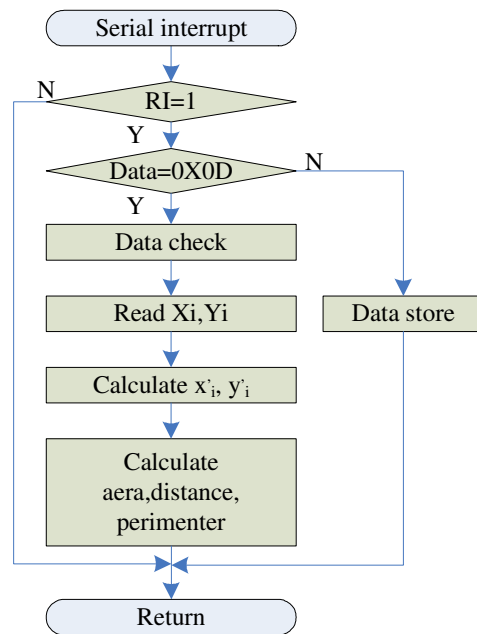 Serial interrupt
N
RI=1
Y
Data=0X0D
N
Y
Data check
Read Xi,Yi
Data store
Calculate x'i, y'i
Calculate
aera,distance,
perimenter
Return